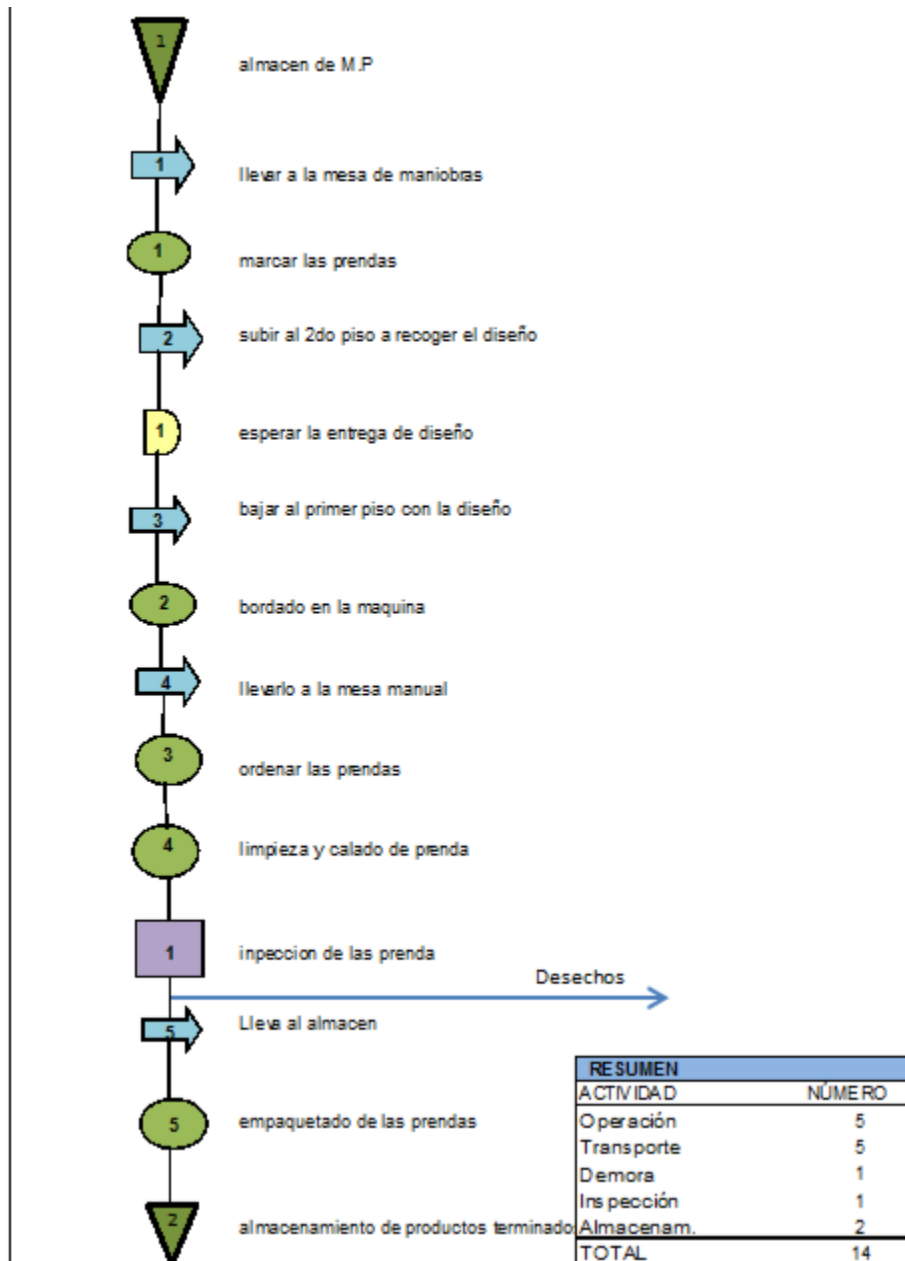 1
almacen de M.P
1
llevar a la mesa de maniobras
1
marcar las prendas
2
subir al 2do piso a recoger el diseño
1
esperar la entrega de diseño
3
bajar al primer piso con la diseño
2
bordado en la maquina
4
llevarlo a la mesa manual
3
ordenar las prendas
4
limpieza y calado de prenda
1
inpeccion de las prenda
Desechos
5
Lleva al almacen
5
empaquetado de las prendas
2
almacenamiento de productos terminados
RESUMEN
ACTIVIDAD NÚMERO
Operación 5
Transporte 5
Demora 1
Inspección 1
Almacenam. 2
TOTAL 14